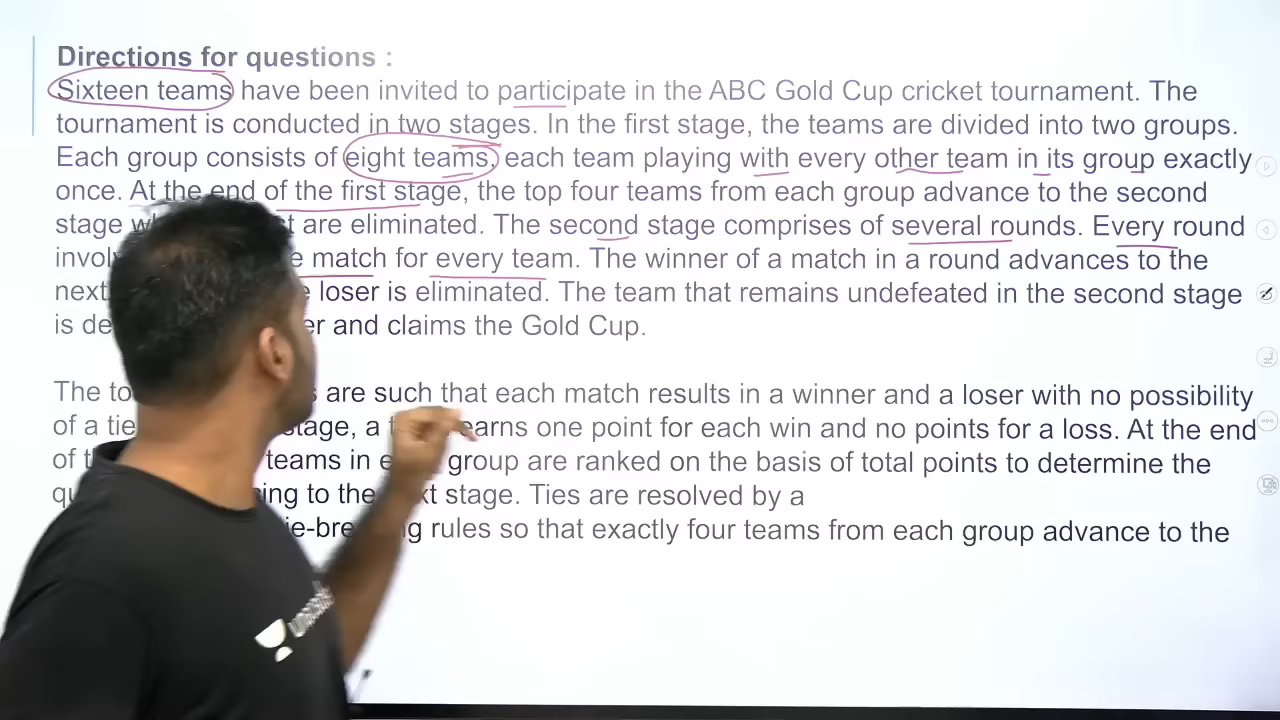 Directions for questions :
Sixteen teams have been invited to participate in the ABC Gold Cup cricket tournament. The
tournament is conducted in two stages. In the first stage, the teams are divided into two groups.
Each group consists of eight teams, each team playing with every other team in its group exactly
once. At the end of the first stage, the top four teams from each group advance to the second
stage are eliminated. The second stage comprises of several rounds. Every round
match for every team. The winner of a match in a round advances to the
next loser is eliminated. The team that remains undefeated in the second stage
is and claims the Gold Cup.
The are such that each match results in a winner and a loser with no possibility
of a tie stage, a earns one point for each win and no points for a loss. At the end
of teams in group are ranked on the basis of total points to determine the
to the stage. Ties are resolved by a
rules so that exactly four teams from each group advance to the